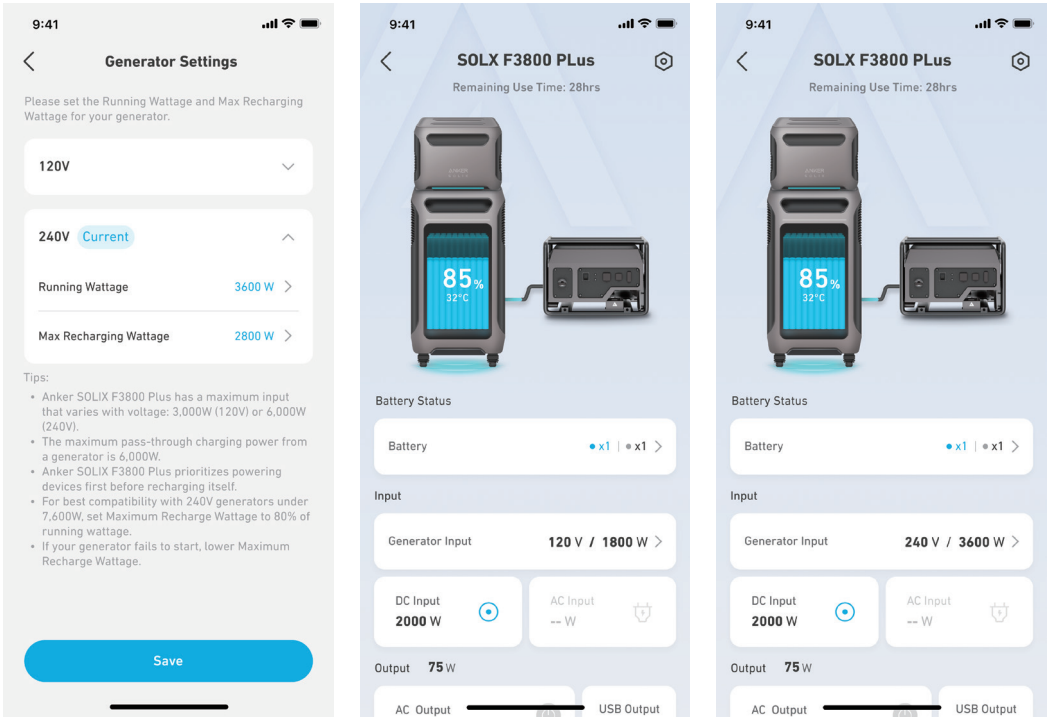 9:41
Generator Settings
Please set the Running Wattage and Max Recharging
Wattage for your generator.
120V
240V Current
Running Wattage 3600 W
Max Recharging Wattage 2800 W
Tips:
• Anker SOLIX F3800 Plus has a maximum input
that varies with voltage: 3,000W (120V) or 6,000W
(240V).
• The maximum pass-through charging power from
a generator is 6,000W.
• Anker SOLIX F3800 Plus prioritizes powering
devices first before recharging itself.
• For best compatibility with 240V generators under
7,600W, set Maximum Recharge Wattage to 80% of
running wattage.
• If your generator fails to start, lower Maximum
Recharge Wattage.
Save
9:41
SOLX F3800 PLus
Remaining Use Time: 28hrs
ANKER
85%
32°C
Battery Status
Battery x1 | x1
Input
Generator Input 120 V / 1800 W
DC Input
2000 W
AC Input
-- W
Output 75 W
AC Output
USB Output
9:41
SOLX F3800 PLus
Remaining Use Time: 28hrs
ANKER
85%
32°C
Battery Status
Battery x1 | x1
Input
Generator Input 240 V / 3600 W
DC Input
2000 W
AC Input
-- W
Output 75 W
AC Output
USB Output